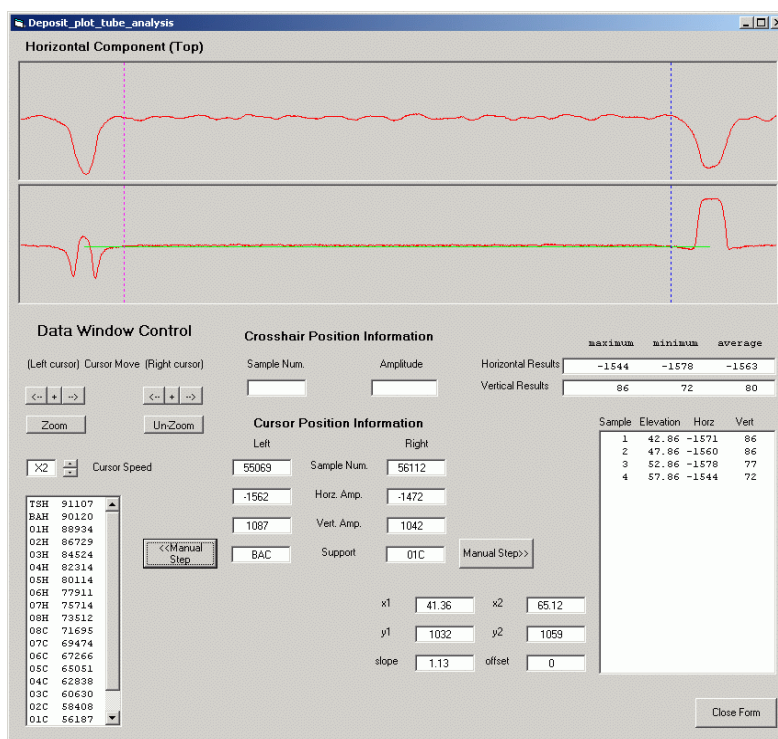 Deposit_plot_tube_analysis
Horizontal Component (Top)
Data Window Control
(Left cursor) Cursor Move (Right cursor)
<-- + --> <-- + -->
Zoom Un-Zoom
X2 Cursor Speed
TSH 91107
BAH 90120
01H 88934
02H 86729
03H 84524
04H 82314
05H 80114
06H 77911
07H 75714
08H 73512
08C 71695
07C 69474
06C 67266
05C 65051
04C 62838
03C 60630
02C 58408
01C 56187
<<Manual Step
Crosshair Position Information
Sample Num. Amplitude
Cursor Position Information
Left Right
55069 Sample Num. 56112
-1562 Horz. Amp. -1472
1087 Vert. Amp. 1042
BAC Support 01C
Manual Step>>
x1 41.36 x2 65.12
y1 1032 y2 1059
slope 1.13 offset 0
maximum minimum average
Horizontal Results -1544 -1578 -1563
Vertical Results 86 72 80
Sample Elevation Horz Vert
1 42.86 -1571 86
2 47.86 -1560 86
3 52.86 -1578 77
4 57.86 -1544 72
Close Form